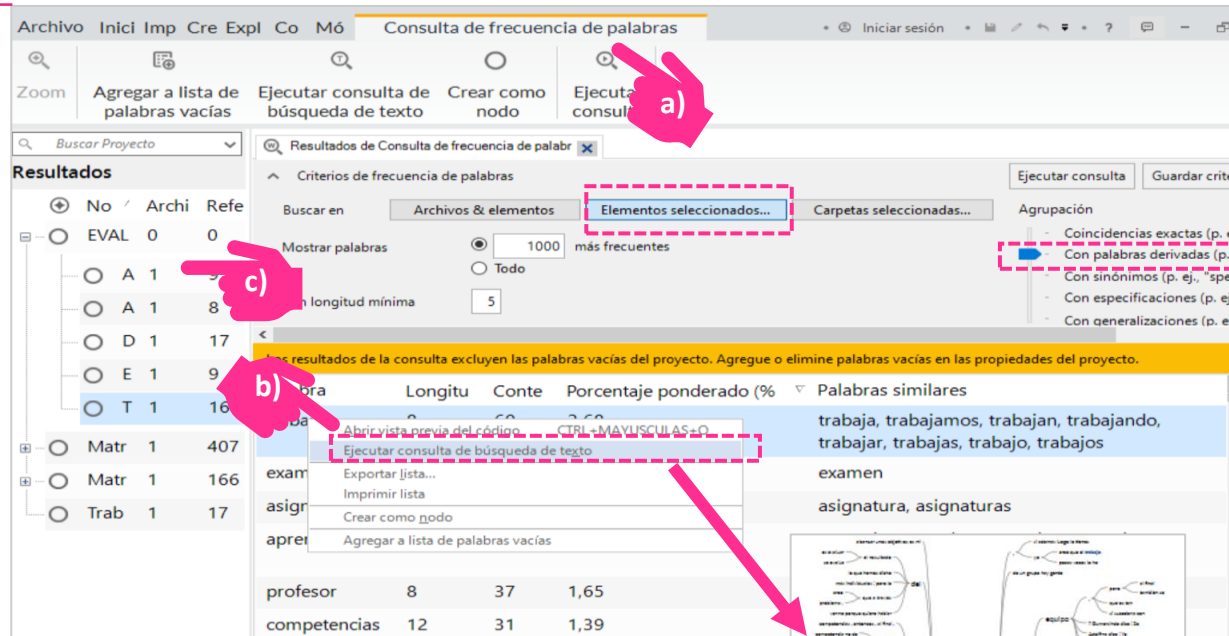 Archivo Inici Imp Cre Expl Co Mó Consulta de frecuencia de palabras Iniciar sesión ?
Zoom Agregar a lista de palabras vacías Ejecutar consulta de búsqueda de texto Crear como nodo
a)
Buscar Proyecto
Resultados de Consulta de frecuencia de palabr
Resultados
Criterios de frecuencia de palabras Ejecutar consulta Guardar crite
No Archi Refe
Buscar en Archivos & elementos Elementos seleccionados... Carpetas seleccionadas... Agrupación
EVAL 0 0
Mostrar palabras 1000 más frecuentes
Todo
Coincidencias exactas (p. e
Con palabras derivadas (p.
Con sinónimos (p. ej., "spe
Con especificaciones (p. ej
Con generalizaciones (p. e
A 1
c)
A 1 8
longitud mínima 5
D 1 17
resultados de la consulta excluyen las palabras vacías del proyecto. Agregue o elimine palabras vacías en las propiedades del proyecto.
E 1 9
b)
Longitu Conte Porcentaje ponderado (% Palabras similares
T 1 16
trabaja, trabajamos, trabajan, trabajando,
trabajar, trabajas, trabajo, trabajos
Abrir vista previa del código CTRL+MAYUSCULAS+O
Ejecutar consulta de búsqueda de texto
Exportar lista...
Imprimir lista
Crear como nodo
Agregar a lista de palabras vacías
Matr 1 407
exam examen
Matr 1 166
asigr asignatura, asignaturas
Trab 1 17
aprer
profesor 8 37 1,65
competencias 12 31 1,39
del
equipo